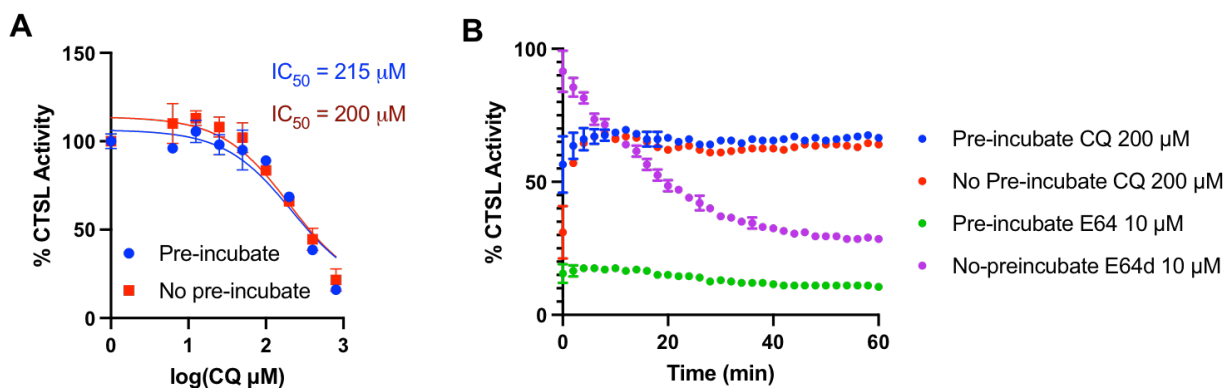 A
150
100
50
0
% CTSL Activity
IC50 = 215 μM
IC50 = 200 μM
Pre-incubate
No pre-incubate
0 1 2 3
log(CQ μM)
B
100
50
0
% CTSL Activity
0 20 40 60
Time (min)
Pre-incubate CQ 200 μM
No Pre-incubate CQ 200 μM
Pre-incubate E64 10 μM
No-preincubate E64d 10 μM